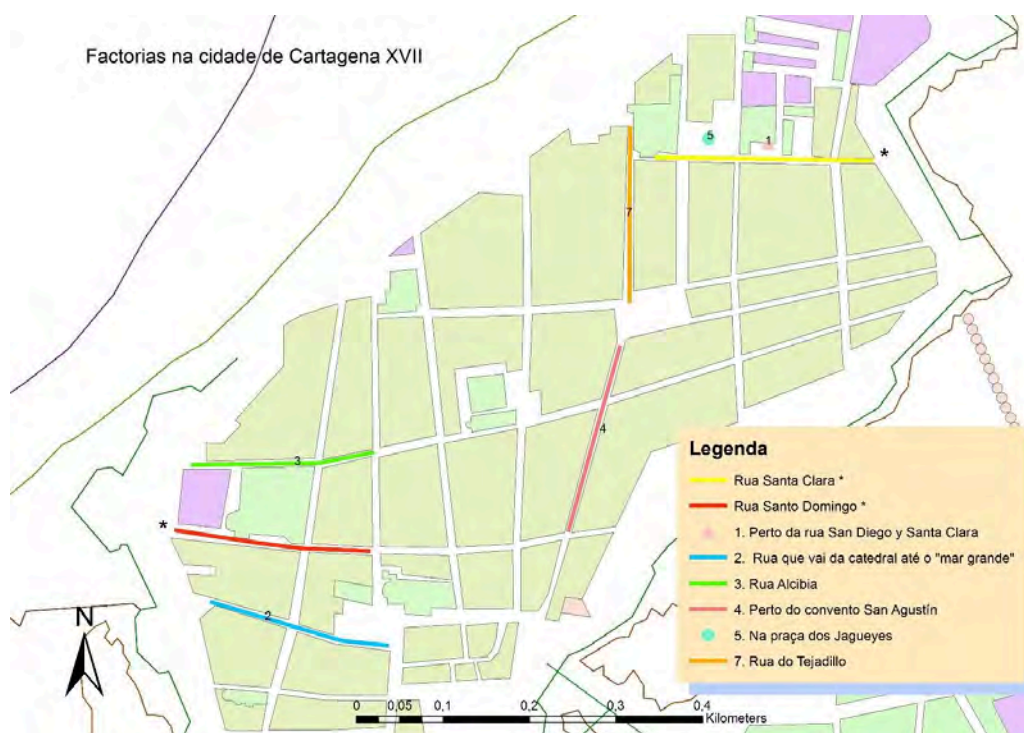 Factorias na cidade de Cartagena XVII
5
1
*
7
4
3
*
2
Legenda
Rua Santa Clara *
Rua Santo Domingo *
1. Perto da rua San Diego y Santa Clara
2. Rua que vai da catedral até o "mar grande"
3. Rua Alcibia
4. Perto do convento San Agustín
5. Na praça dos Jagueyes
7. Rua do Tejadillo
N
0 0,05 0,1 0,2 0,3 0,4
Kilometers